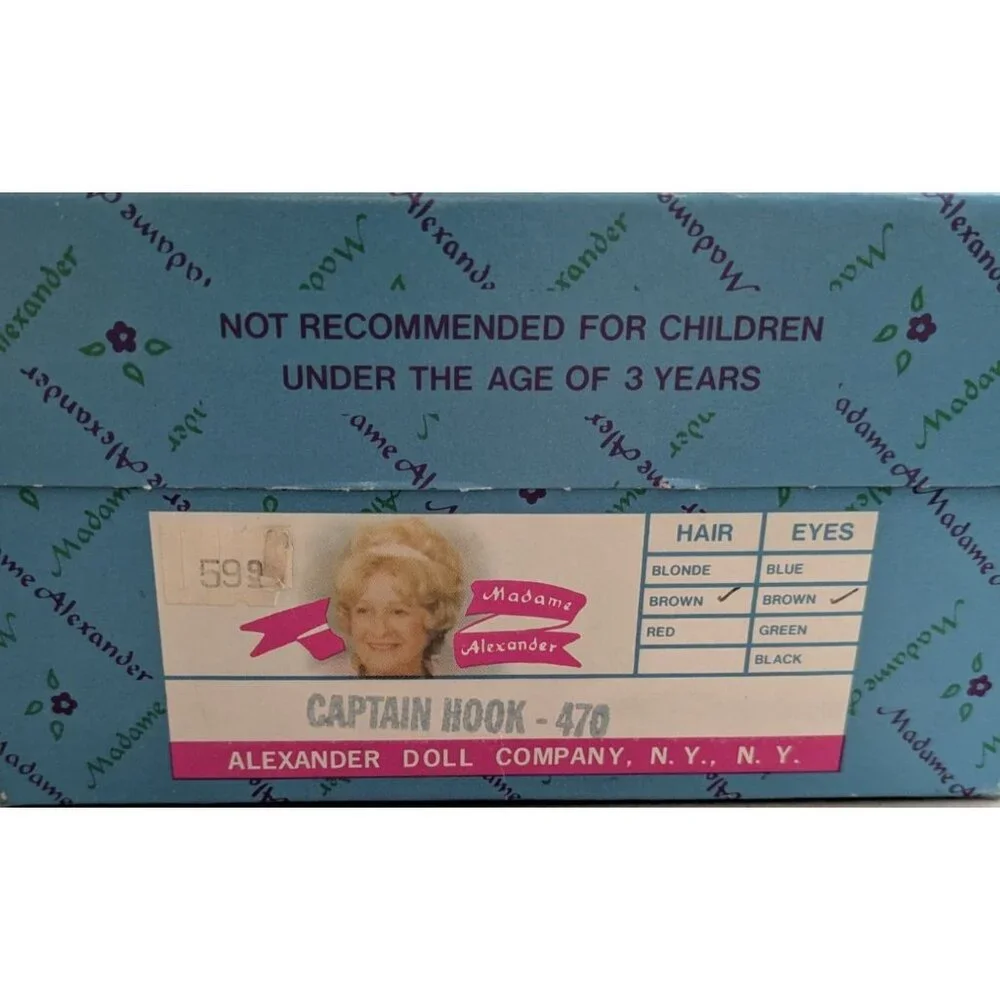 NOT RECOMMENDED FOR CHILDREN
UNDER THE AGE OF 3 YEARS
599
Madame
Alexander
HAIR EYES
BLONDE BLUE
BROWN ✓ BROWN ✓
RED GREEN
BLACK
CAPTAIN HOOK - 470
ALEXANDER DOLL COMPANY, N.Y., N.Y.